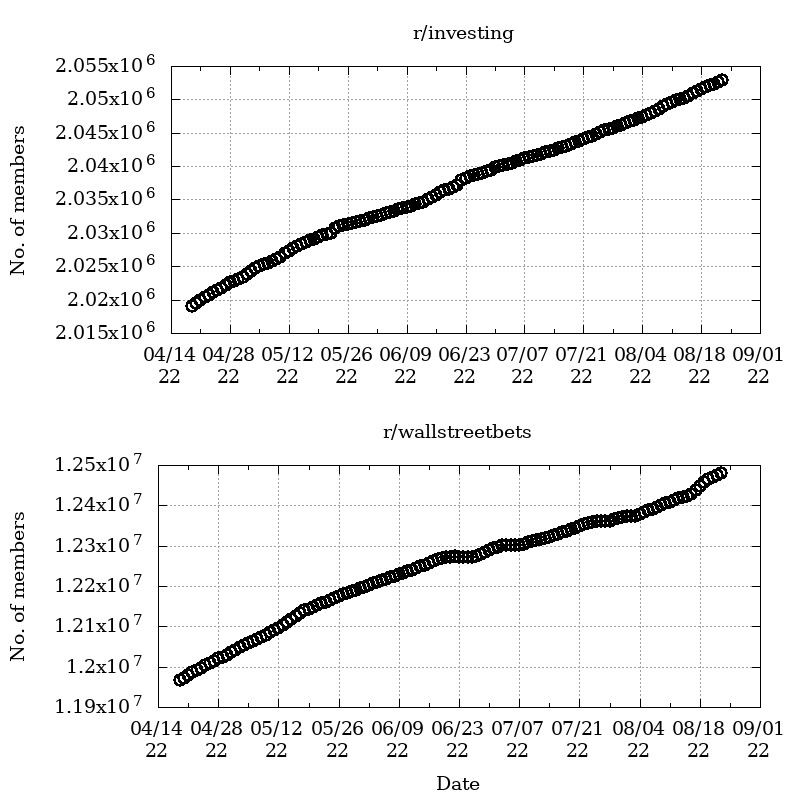 r/investing
2.055x10^6
2.05x10^6
2.045x10^6
2.04x10^6
2.035x10^6
2.03x10^6
2.025x10^6
2.02x10^6
2.015x10^6
No. of members
04/14 04/28 05/12 05/26 06/09 06/23 07/07 07/21 08/04 08/18 09/01
22 22 22 22 22 22 22 22 22 22 22
r/wallstreetbets
1.25x10^7
1.24x10^7
1.23x10^7
1.22x10^7
1.21x10^7
1.2x10^7
1.19x10^7
No. of members
04/14 04/28 05/12 05/26 06/09 06/23 07/07 07/21 08/04 08/18 09/01
22 22 22 22 22 22 22 22 22 22 22
Date